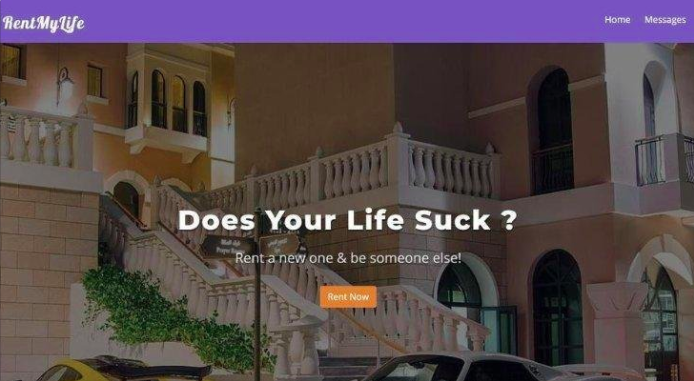 RentMyLife
Home Messages
Does Your Life Suck ?
Rent a new one & be someone else!
Rent Now